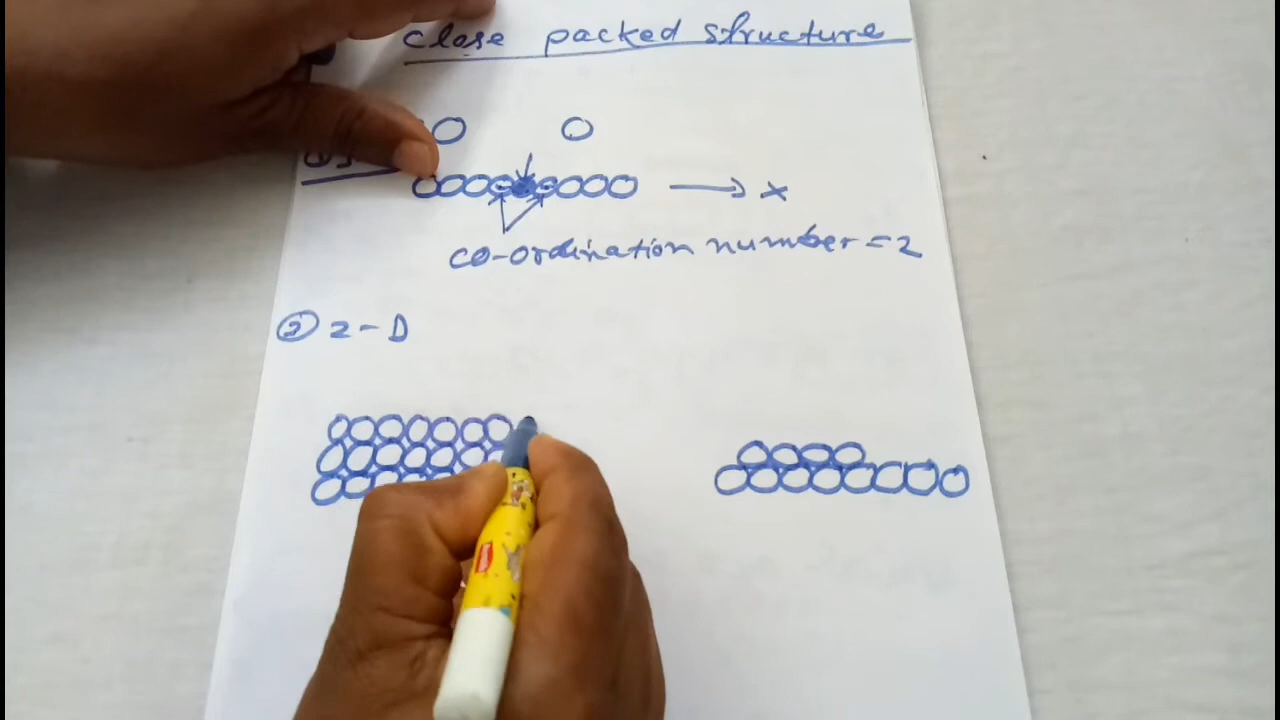 close packed structure
x
co-ordination number = 2
② 2-D